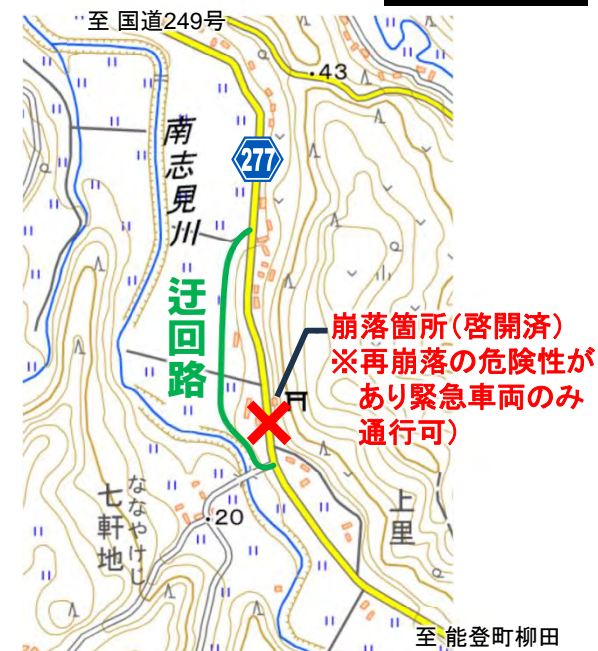 至 国道249号
43
南志見川
277
迂回路
崩落箇所(啓開済)
※再崩落の危険性が
あり緊急車両のみ
通行可)
七軒地
ななやけじ
20
上里
至 能登町柳田